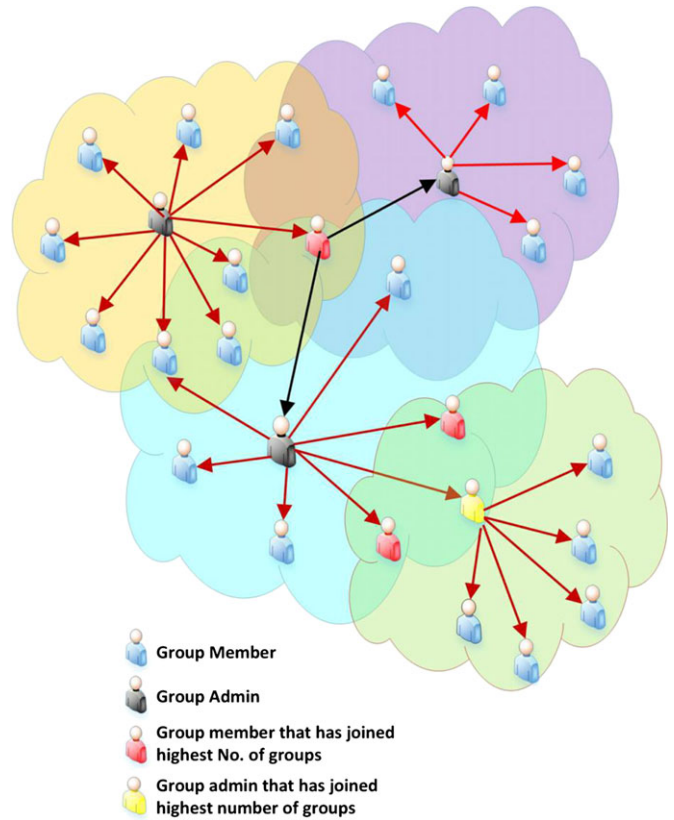 Group Member
Group Admin
Group member that has joined
highest No. of groups
Group admin that has joined
highest number of groups